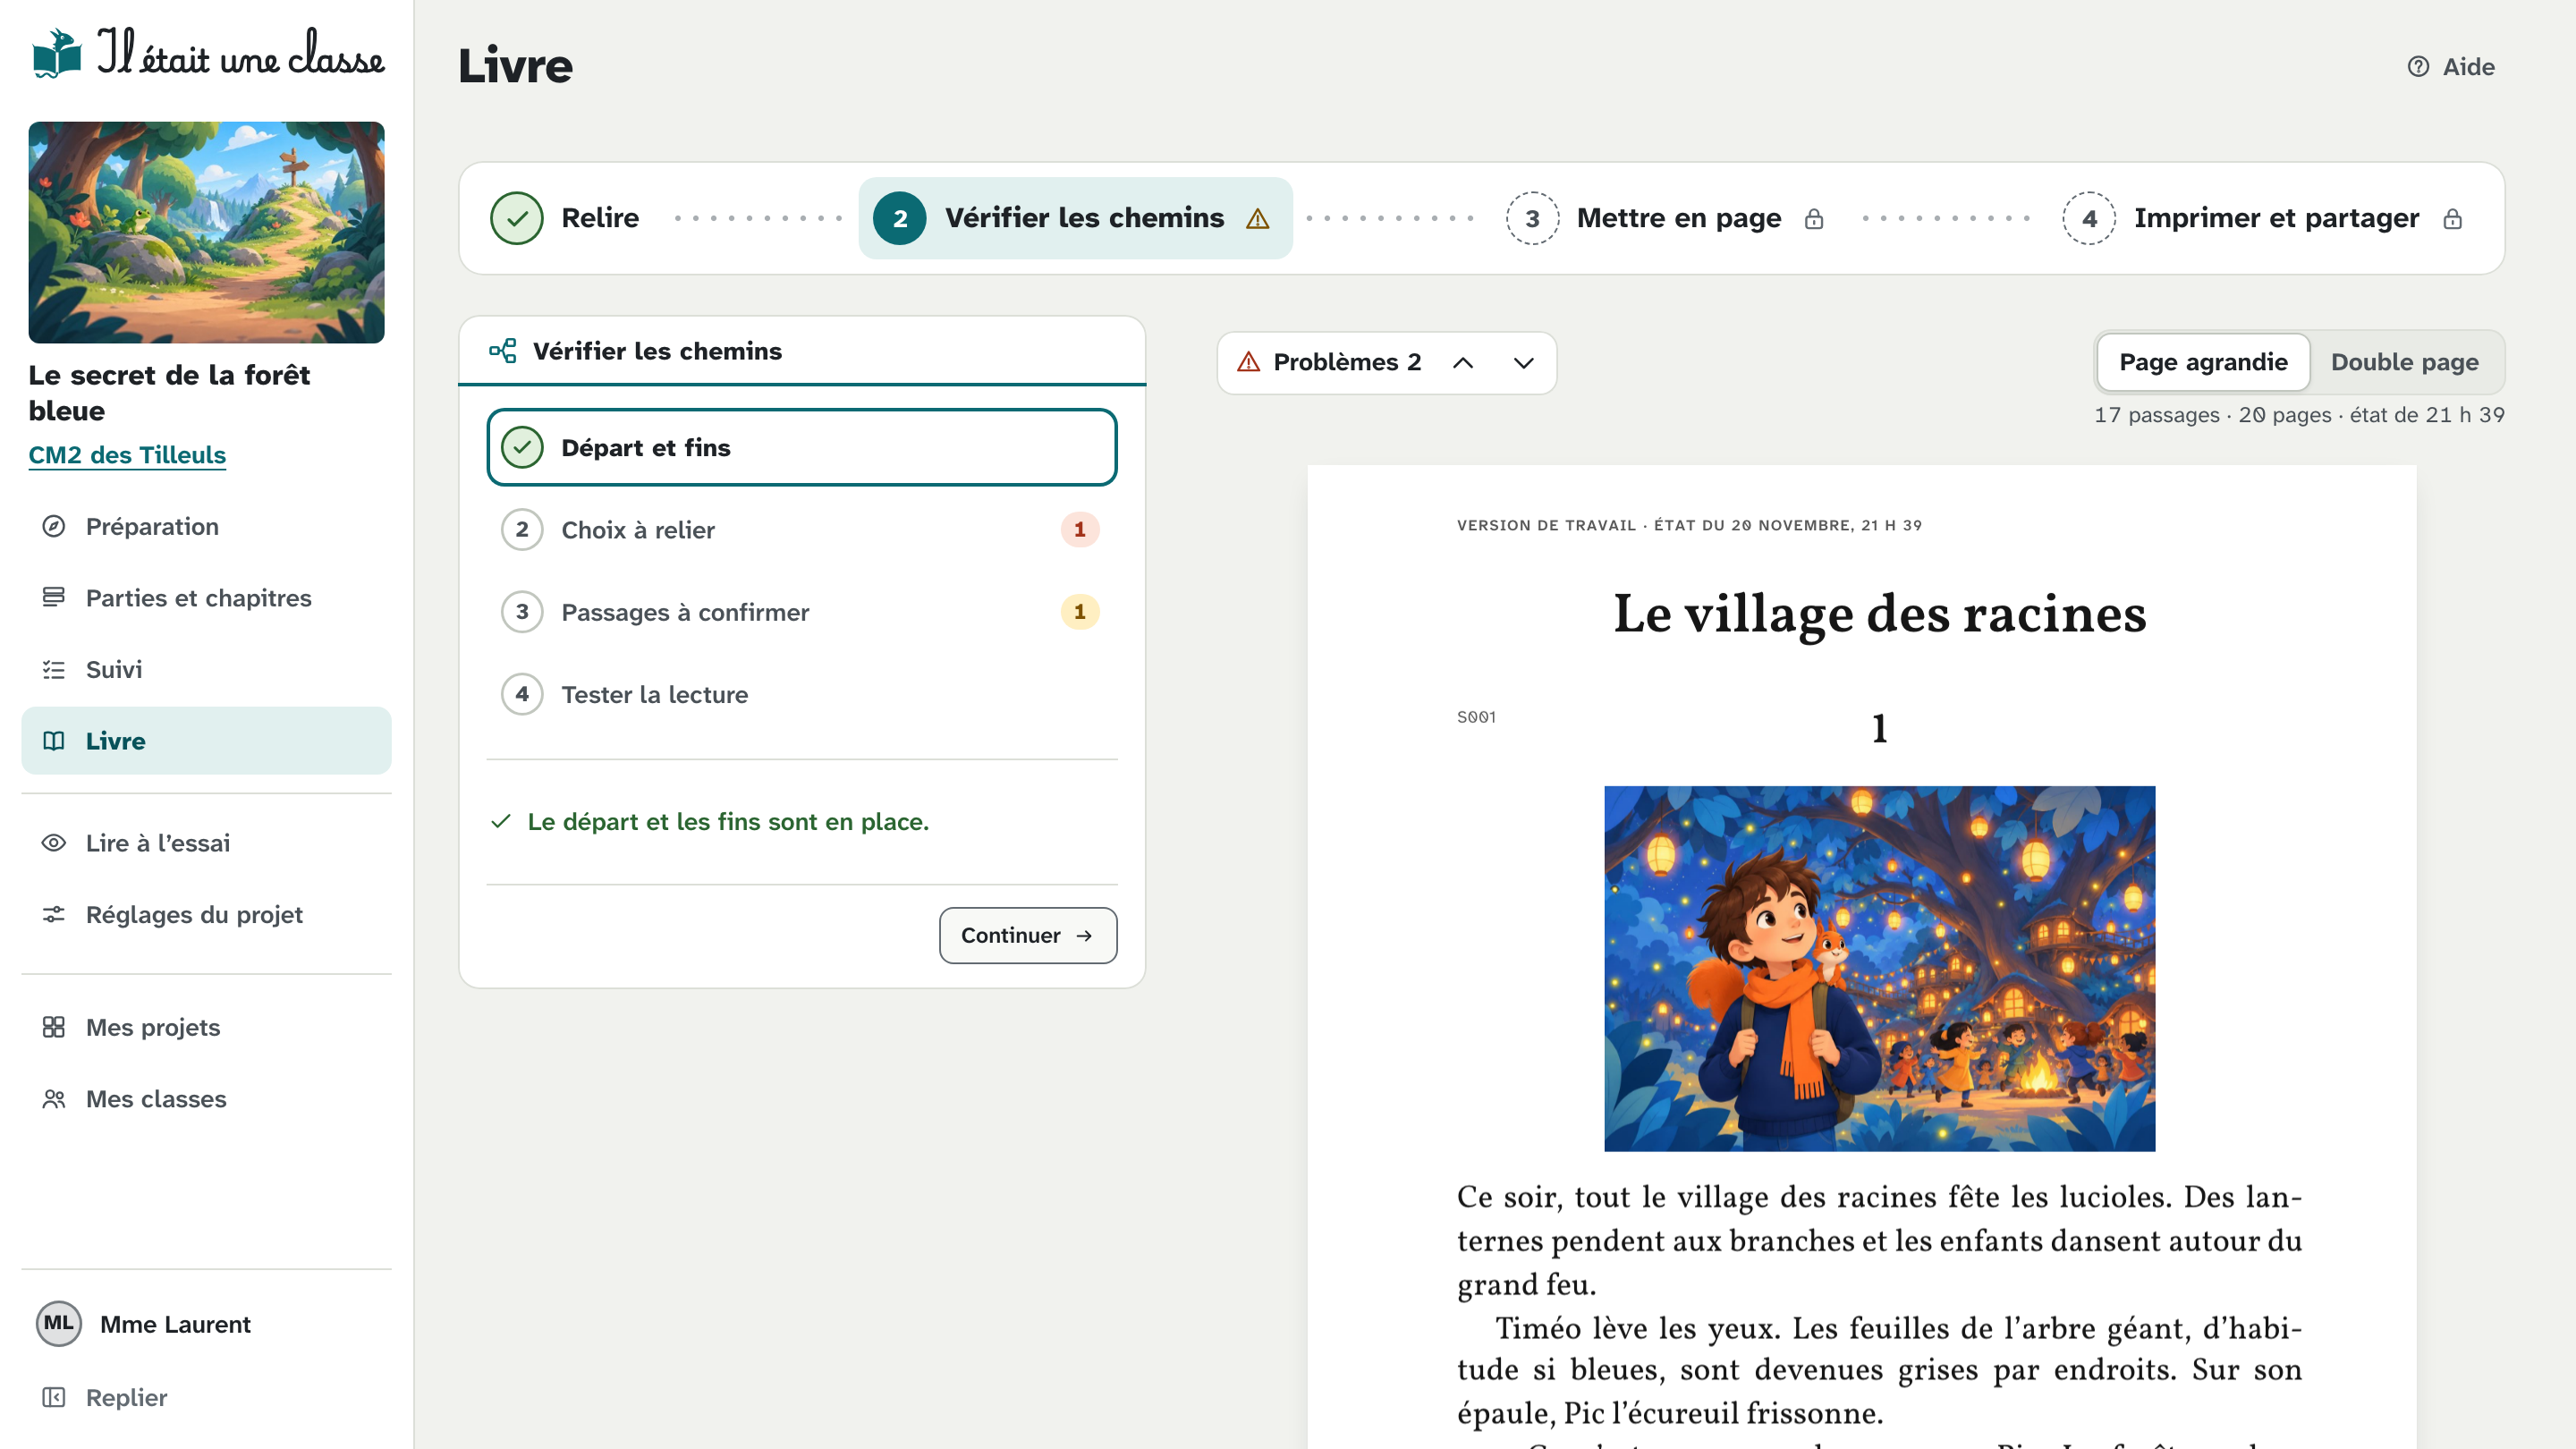 Il était une classe
Le secret de la forêt
bleue
CM2 des Tilleuls
Préparation
Parties et chapitres
Suivi
Livre
Lire à l’essai
Réglages du projet
Mes projets
Mes classes
ML
Mme Laurent
Replier
Livre
Aide
Relire
2
Vérifier les chemins
3
Mettre en page
4
Imprimer et partager
Vérifier les chemins
Départ et fins
2 Choix à relier 1
3 Passages à confirmer 1
4 Tester la lecture
Le départ et les fins sont en place.
Continuer
Problèmes 2
Page agrandie
Double page
17 passages · 20 pages · état de 21 h 39
VERSION DE TRAVAIL · ÉTAT DU 20 NOVEMBRE, 21 H 39
Le village des racines
S001
1
Ce soir, tout le village des racines fête les lucioles. Des lan-
ternes pendent aux branches et les enfants dansent autour du
grand feu.
Timéo lève les yeux. Les feuilles de l’arbre géant, d’habi-
tude si bleues, sont devenues grises par endroits. Sur son
épaule, Pic l’écureuil frissonne.